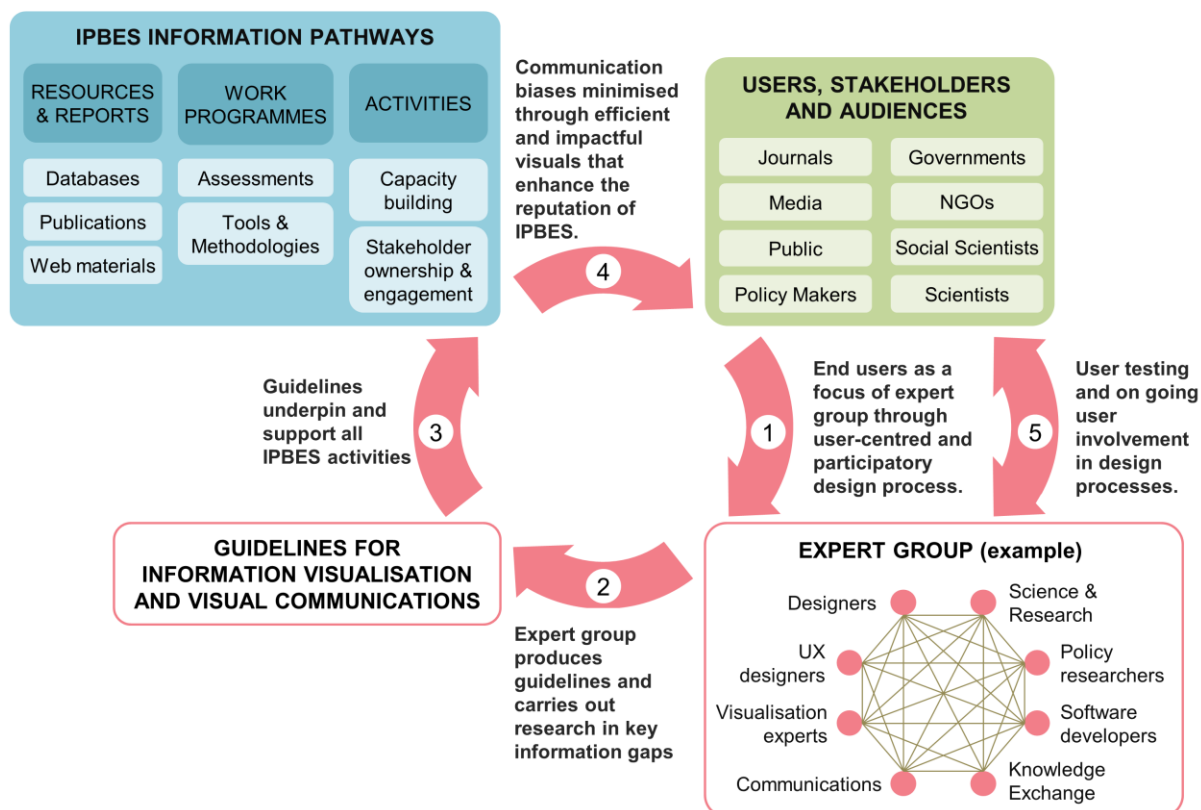 IPBES INFORMATION PATHWAYS
RESOURCES
& REPORTS
Databases
Publications
Web materials
WORK
PROGRAMMES
Assessments
Tools &
Methodologies
ACTIVITIES
Capacity
building
Stakeholder
ownership &
engagement
Communication
biases minimised
through efficient
and impactful
visuals that
enhance the
reputation of
IPBES.
4
USERS, STAKEHOLDERS
AND AUDIENCES
Journals
Governments
Media
NGOs
Public
Social Scientists
Policy Makers
Scientists
Guidelines
underpin and
support all
IPBES activities
3
1
End users as a
focus of expert
group through
user-centred and
participatory
design process.
5
User testing
and on going
user
involvement
in design
processes.
GUIDELINES FOR
INFORMATION VISUALISATION
AND VISUAL COMMUNICATIONS
2
Expert group
produces
guidelines and
carries out
research in key
information gaps
EXPERT GROUP (example)
Designers
Science &
Research
UX
designers
Policy
researchers
Visualisation
experts
Software
developers
Communications
Knowledge
Exchange